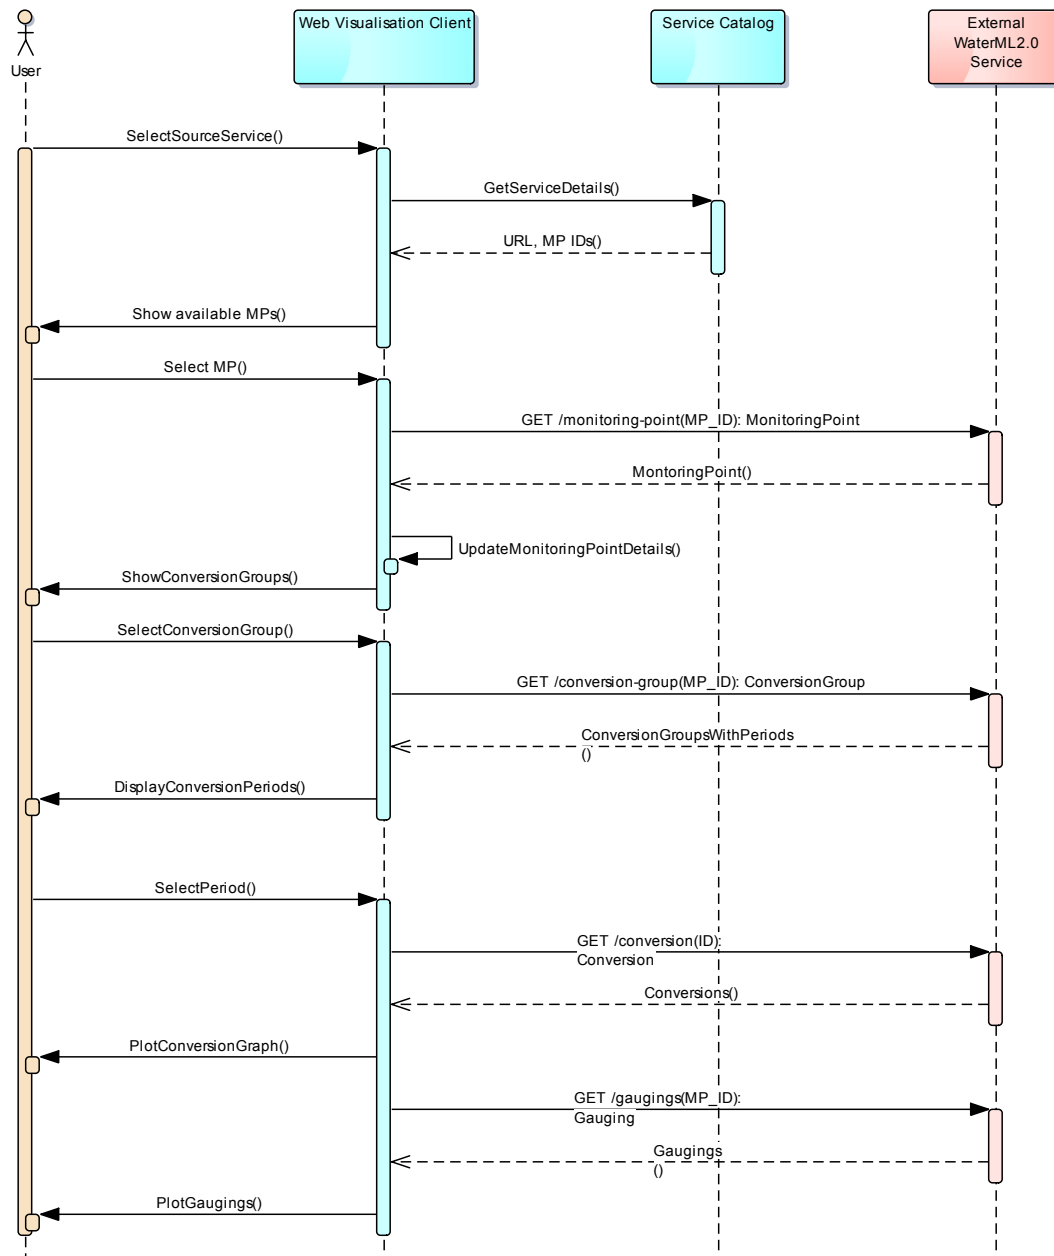 User
Web Visualisation Client
Service Catalog
External
WaterML2.0
Service
SelectSourceService()
GetServiceDetails()
URL, MP IDs()
Show available MPs()
Select MP()
GET /monitoring-point(MP_ID): MonitoringPoint
MontoringPoint()
UpdateMonitoringPointDetails()
ShowConversionGroups()
SelectConversionGroup()
GET /conversion-group(MP_ID): ConversionGroup
ConversionGroupsWithPeriods
()
DisplayConversionPeriods()
SelectPeriod()
GET /conversion(ID):
Conversion
Conversions()
PlotConversionGraph()
GET /gaugings(MP_ID):
Gauging
Gaugings
()
PlotGaugings()